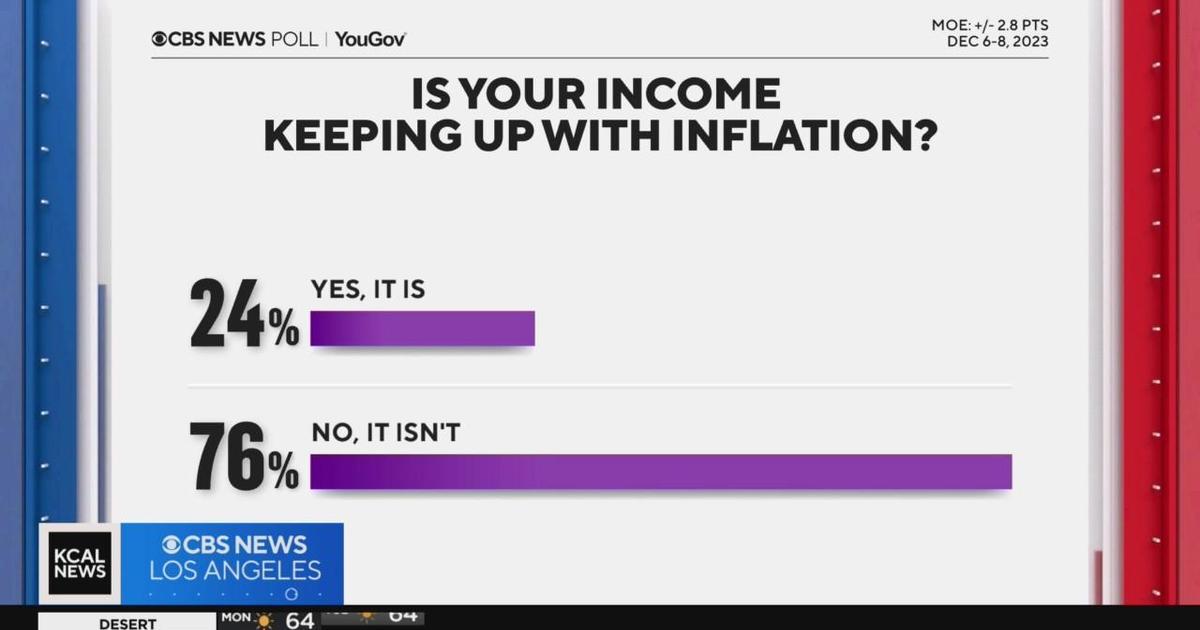 CBS NEWS POLL | YouGov
MOE: +/- 2.8 PTS
DEC 6-8, 2023
IS YOUR INCOME
KEEPING UP WITH INFLATION?
24% YES, IT IS
76% NO, IT ISN'T
KCAL
NEWS
CBS NEWS
LOS ANGELES
DESERT
MON 64
64